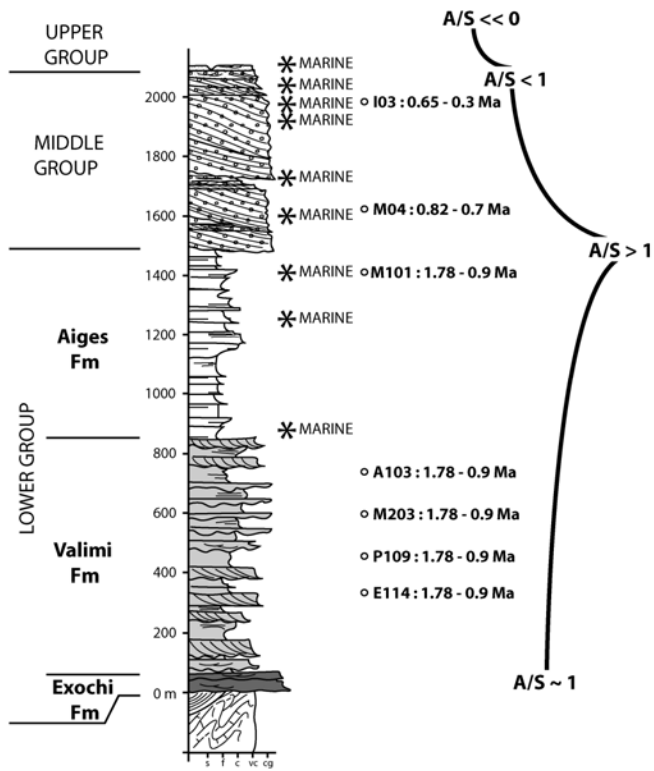 UPPER
GROUP
MIDDLE
GROUP
LOWER GROUP
Aiges
Fm
Valimi
Fm
Exochi
Fm
2000
1800
1600
1400
1200
1000
800
600
400
200
0 m
s f c vc cg
MARINE
MARINE
MARINE I03 : 0.65 - 0.3 Ma
MARINE
MARINE
MARINE M04 : 0.82 - 0.7 Ma
MARINE M101 : 1.78 - 0.9 Ma
MARINE
MARINE
A103 : 1.78 - 0.9 Ma
M203 : 1.78 - 0.9 Ma
P109 : 1.78 - 0.9 Ma
E114 : 1.78 - 0.9 Ma
A/S << 0
A/S < 1
A/S > 1
A/S ~ 1